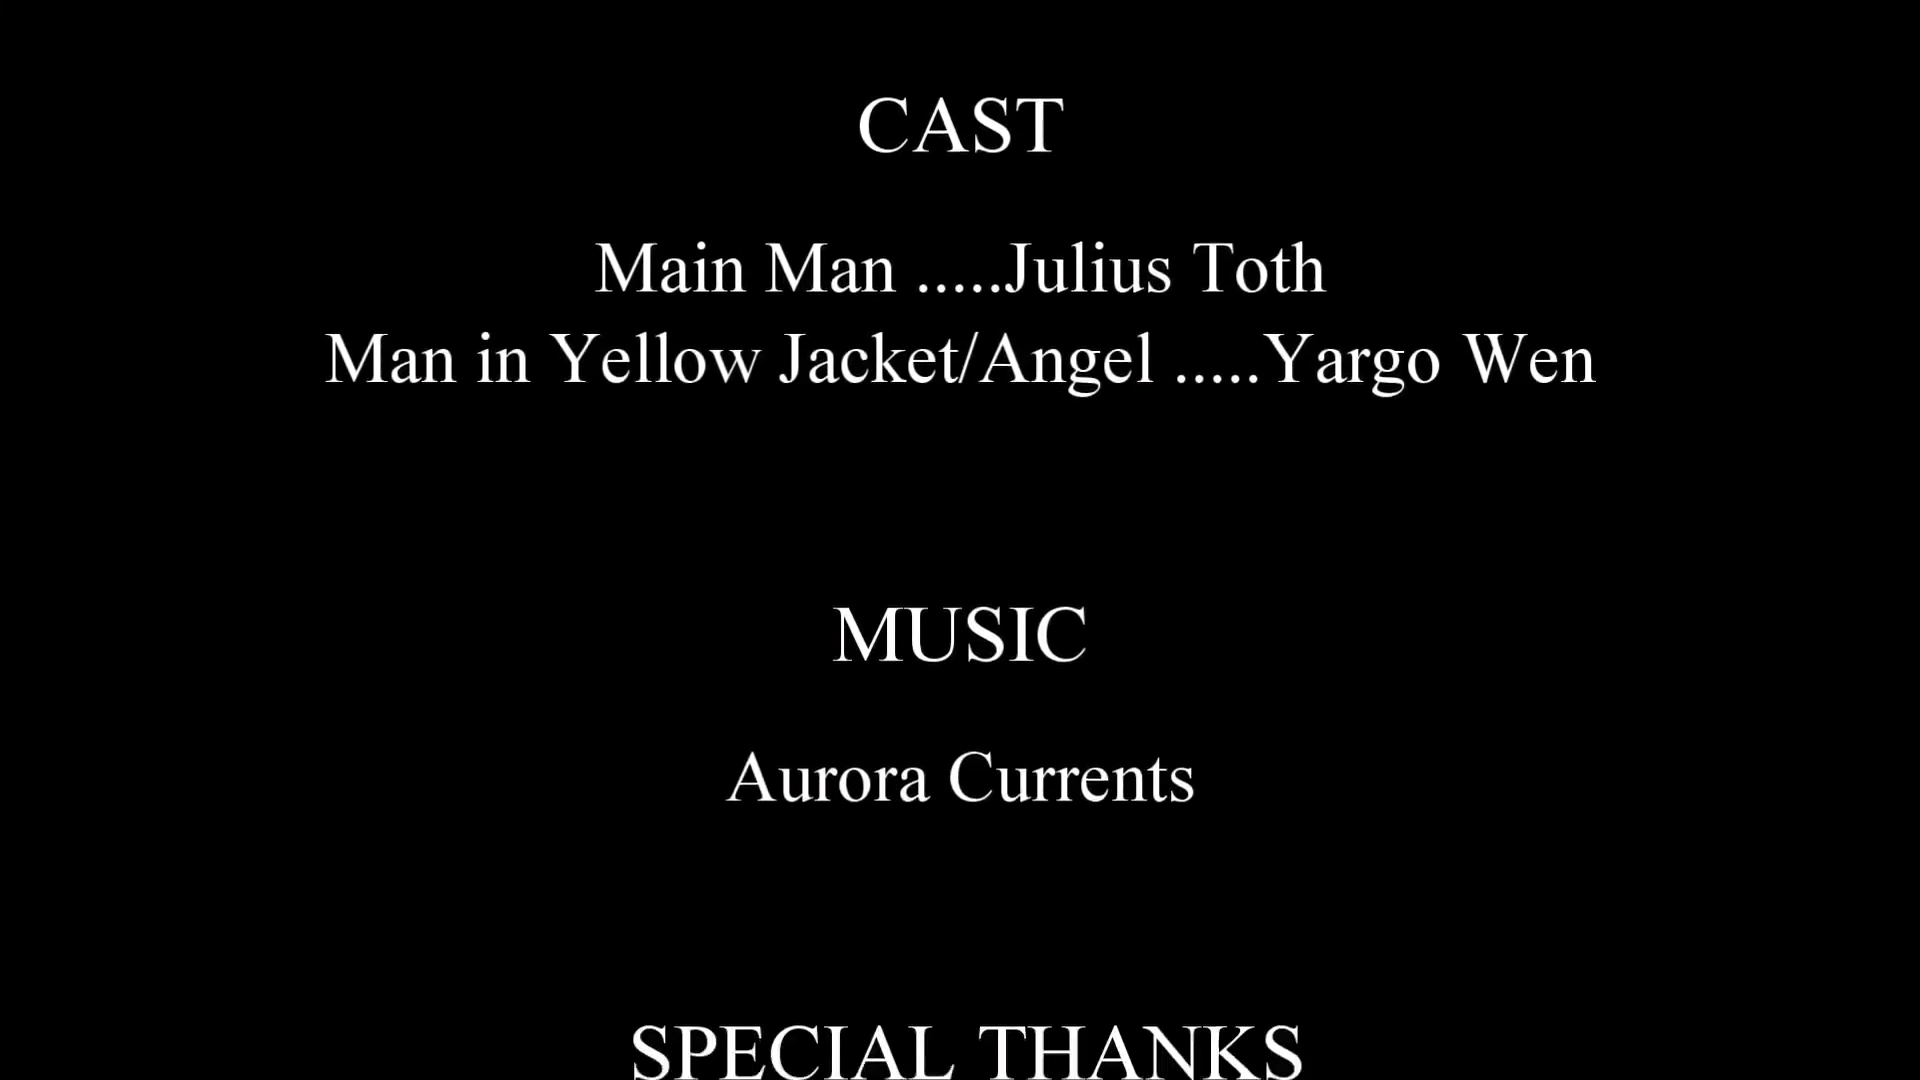 CAST
Main Man .....Julius Toth
Man in Yellow Jacket/Angel .....Yargo Wen
MUSIC
Aurora Currents
SPECIAL THANKS